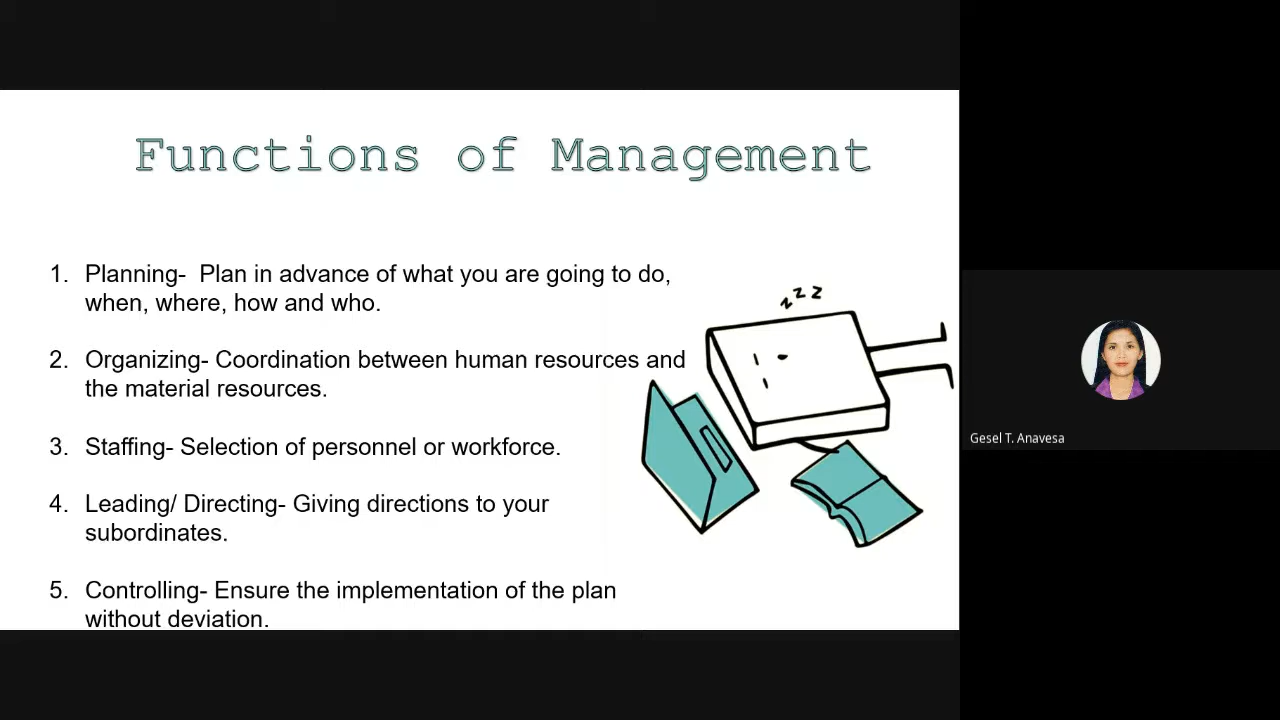 Functions of Management
1. Planning-  Plan in advance of what you are going to do,
when, where, how and who.
2. Organizing- Coordination between human resources and
the material resources.
3. Staffing- Selection of personnel or workforce.
4. Leading/ Directing- Giving directions to your
subordinates.
5. Controlling- Ensure the implementation of the plan
without deviation.
z z z
Gesel T. Anavesa